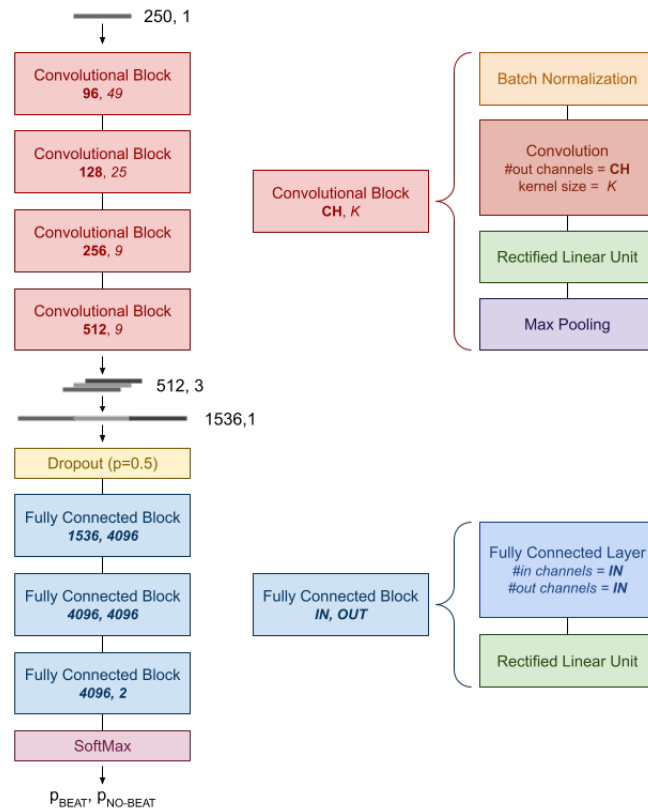 250, 1
Convolutional Block
96, 49
Convolutional Block
128, 25
Convolutional Block
256, 9
Convolutional Block
512, 9
512, 3
1536,1
Dropout (p=0.5)
Fully Connected Block
1536, 4096
Fully Connected Block
4096, 4096
Fully Connected Block
4096, 2
SoftMax
pBEAT, pNO-BEAT
Convolutional Block
CH, K
Batch Normalization
Convolution
#out channels = CH
kernel size = K
Rectified Linear Unit
Max Pooling
Fully Connected Block
IN, OUT
Fully Connected Layer
#in channels = IN
#out channels = IN
Rectified Linear Unit